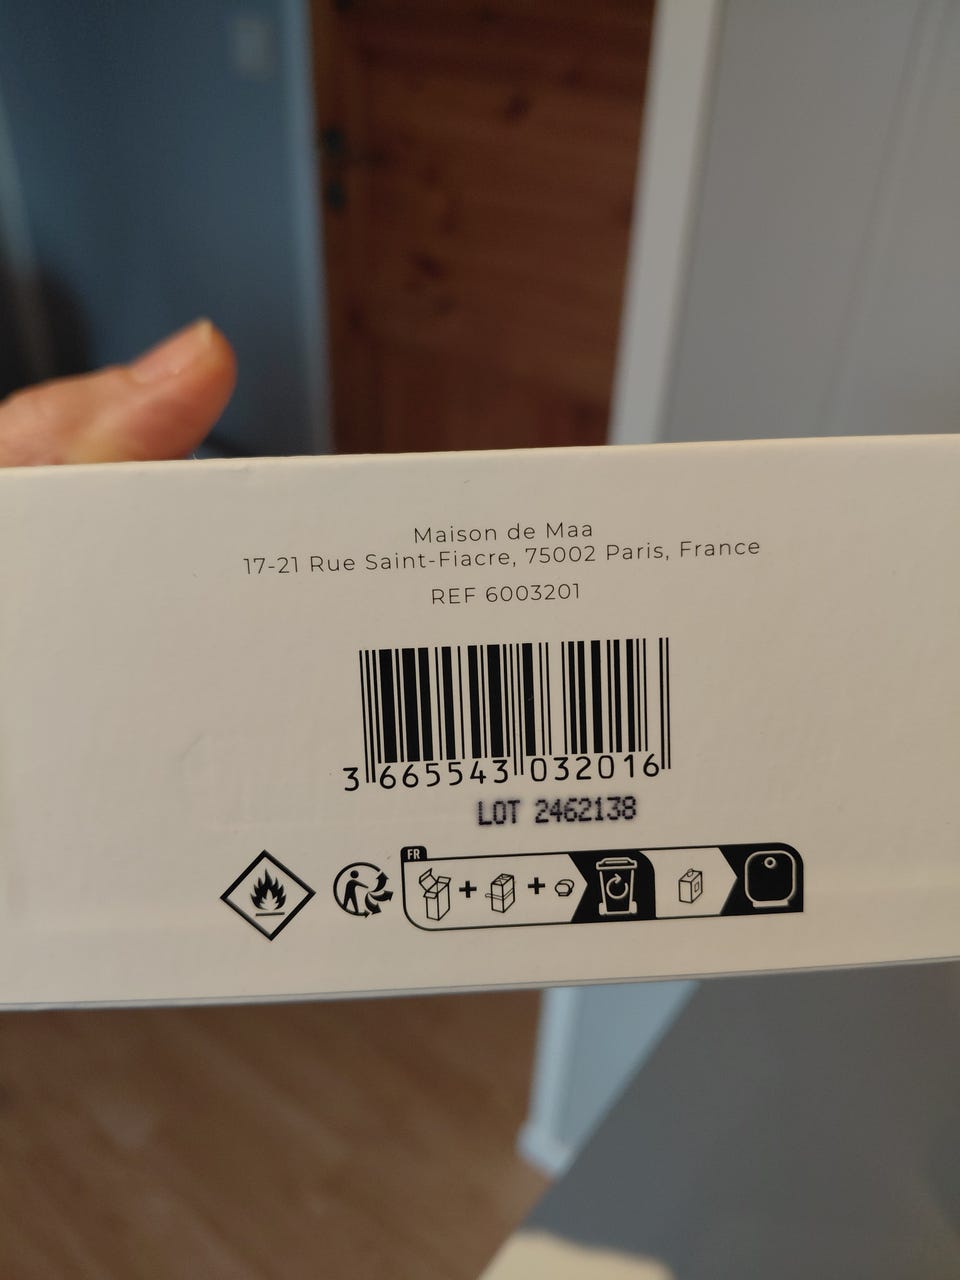 Maison de Maa
17-21 Rue Saint-Fiacre, 75002 Paris, France
REF 6003201
3 665543 032016
LOT 2462138
FR